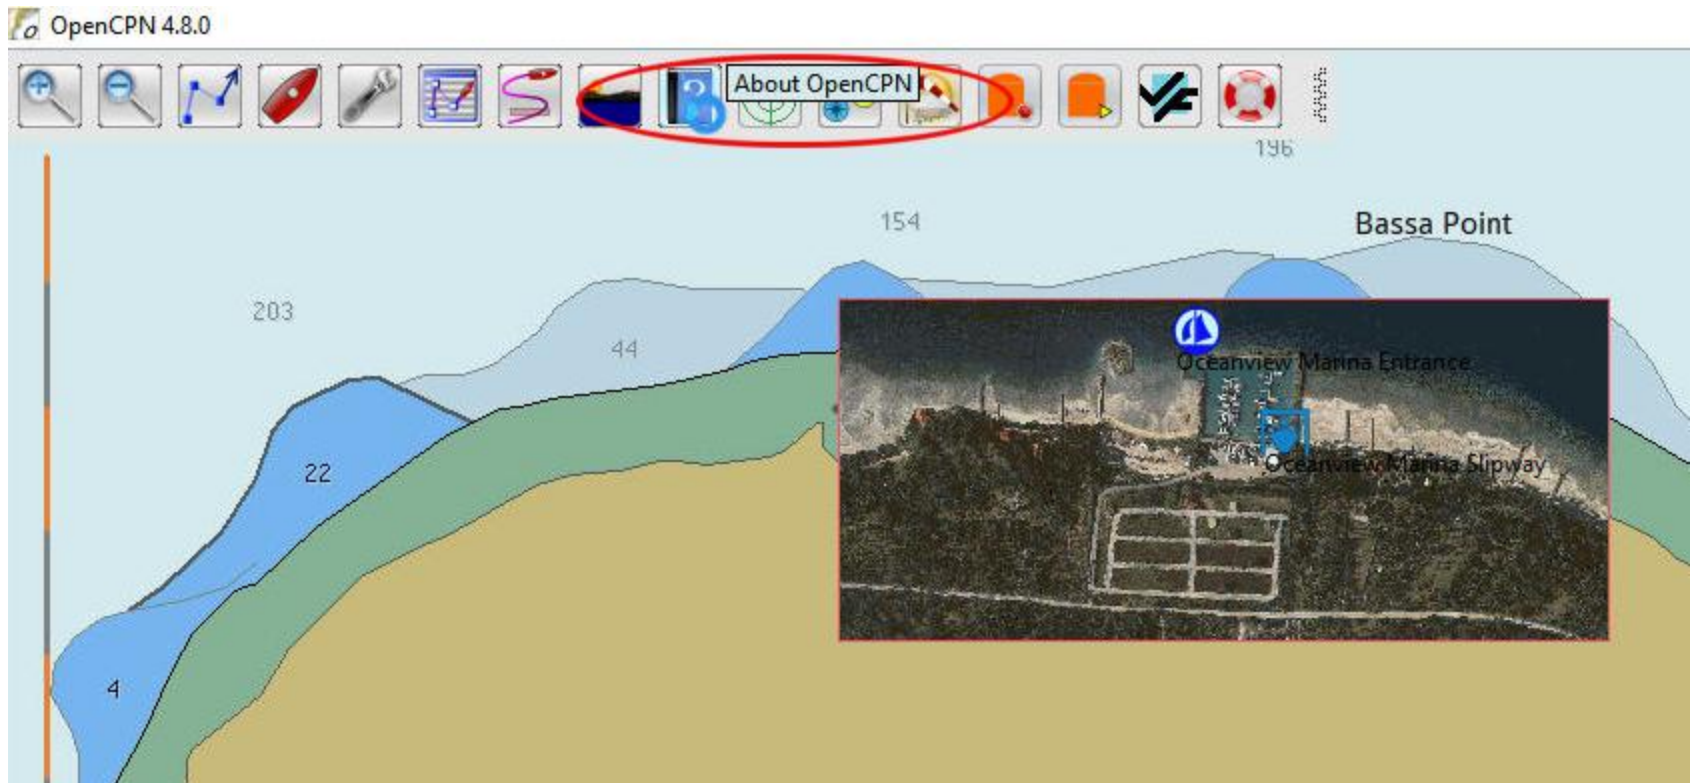 OpenCPN 4.8.0
About OpenCPN
196
154
Bassa Point
203
44
Oceanview Marina Entrance
22
Oceanview Marina Slipway
4